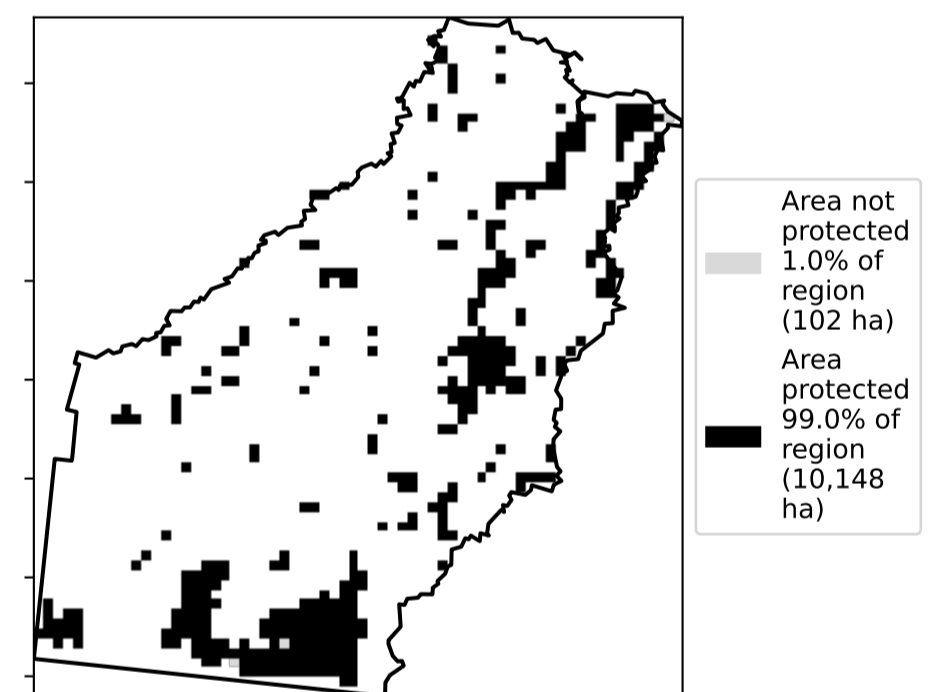 Area not
protected
1.0% of
region
(102 ha)
Area
protected
99.0% of
region
(10,148
ha)